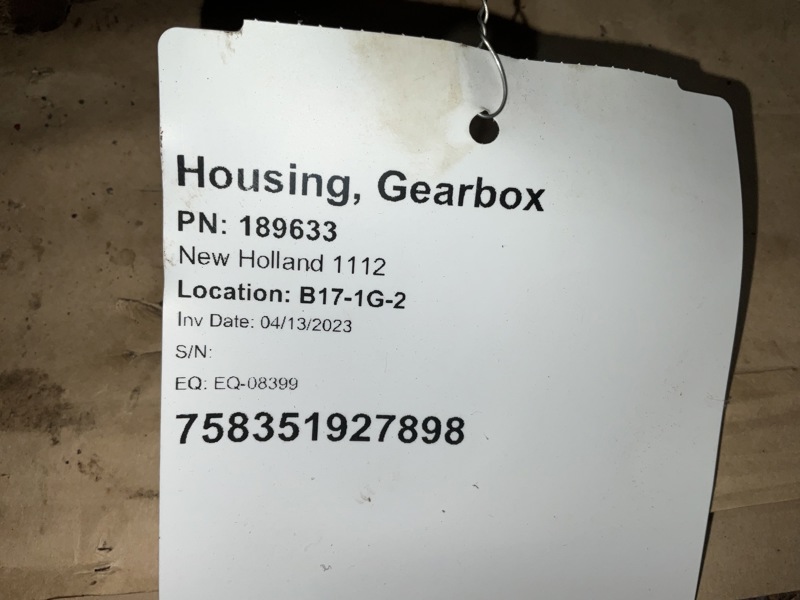 Housing, Gearbox
PN: 189633
New Holland 1112
Location: B17-1G-2
Inv Date: 04/13/2023
S/N:
EQ: EQ-08399
758351927898